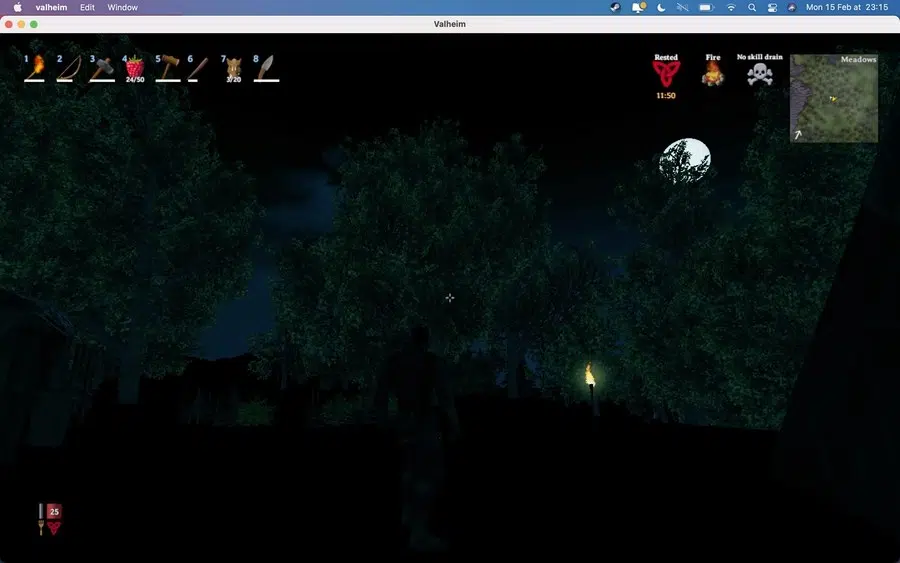 valheim Edit Window Mon 15 Feb at 23:15
Valheim
1 2 3 4 5 6 7 8
24/50 3/20
Rested Fire No skill drain
11:50
Meadows
25